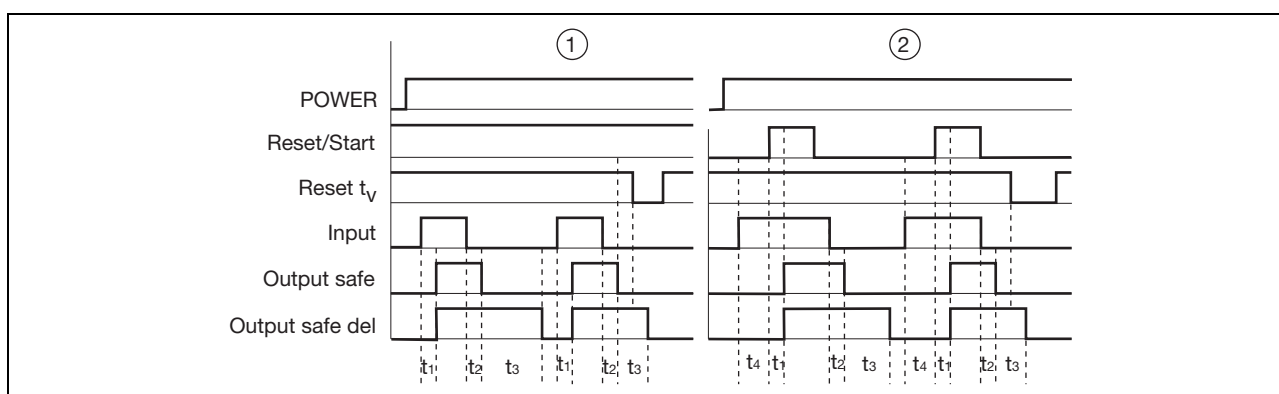 ① ②
POWER
Reset/Start
Reset tV
Input
Output safe
Output safe del
t1 t2 t3 t1 t2 t3 t4 t1 t2 t3 t4 t1 t2 t3